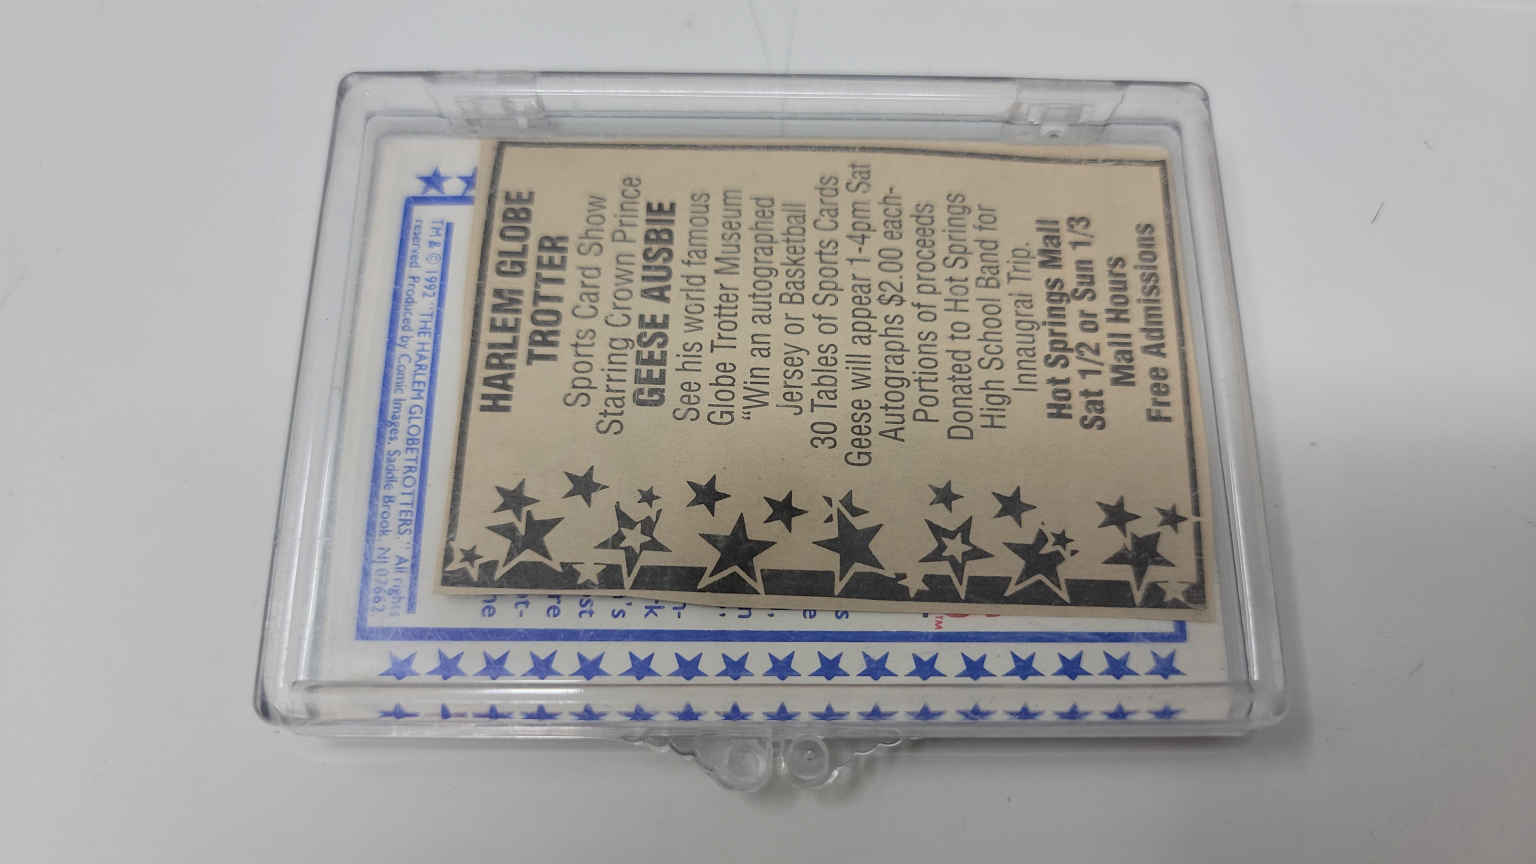 HARLEM GLOBE
TROTTER
Sports Card Show
Starring Crown Prince
GEESE AUSBIE
See his world famous
Globe Trotter Museum
"Win an autographed
Jersey or Basketball
30 Tables of Sports Cards
Geese will appear 1-4pm Sat
Autographs $2.00 each-
Portions of proceeds
Donated to Hot Springs
High School Band for
Innaugral Trip.
Hot Springs Mall
Sat 1/2 or Sun 1/3
Mall Hours
Free Admissions
TM & © 1992 "THE HARLEM GLOBETROTTERS." All rights
reserved. Produced by Comic Images, Saddle Brook, NJ 07662
TM